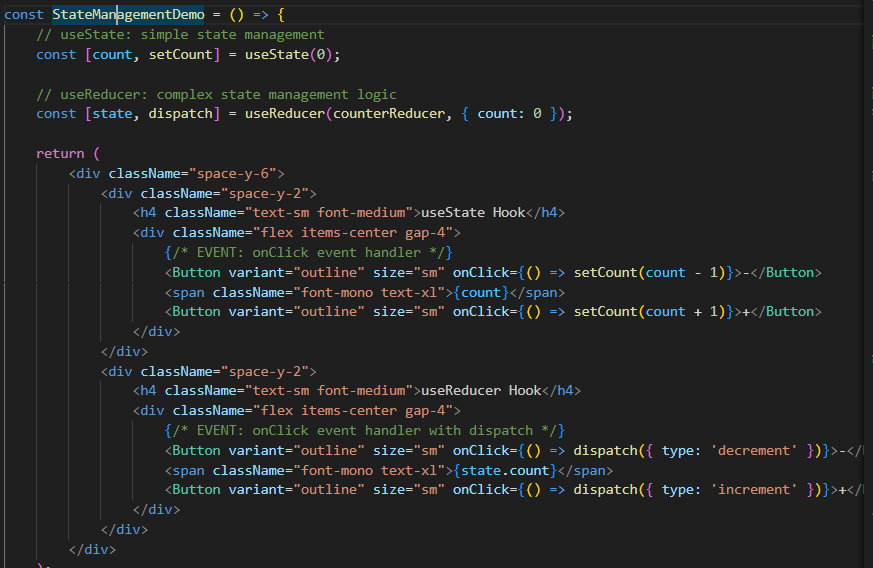 const StateManagementDemo = () => {
    // useState: simple state management
    const [count, setCount] = useState(0);

    // useReducer: complex state management logic
    const [state, dispatch] = useReducer(counterReducer, { count: 0 });

    return (
        <div className="space-y-6">
            <div className="space-y-2">
                <h4 className="text-sm font-medium">useState Hook</h4>
                <div className="flex items-center gap-4">
                    {/* EVENT: onClick event handler */}
                    <Button variant="outline" size="sm" onClick={() => setCount(count - 1)}>-</Button>
                    <span className="font-mono text-xl">{count}</span>
                    <Button variant="outline" size="sm" onClick={() => setCount(count + 1)}>+</Button>
                </div>
            </div>
            <div className="space-y-2">
                <h4 className="text-sm font-medium">useReducer Hook</h4>
                <div className="flex items-center gap-4">
                    {/* EVENT: onClick event handler with dispatch */}
                    <Button variant="outline" size="sm" onClick={() => dispatch({ type: 'decrement' })}>-</
                    <span className="font-mono text-xl">{state.count}</span>
                    <Button variant="outline" size="sm" onClick={() => dispatch({ type: 'increment' })}>+</
                </div>
            </div>
        </div>
    );